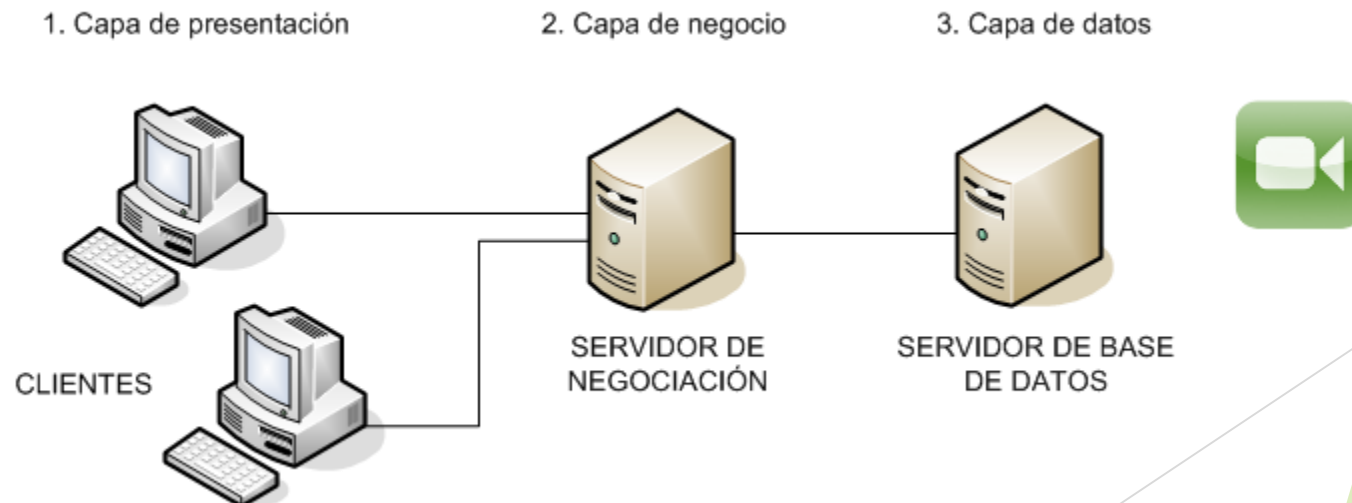 1. Capa de presentación
2. Capa de negocio
3. Capa de datos
SERVIDOR DE
NEGOCIACIÓN
SERVIDOR DE BASE
DE DATOS
CLIENTES